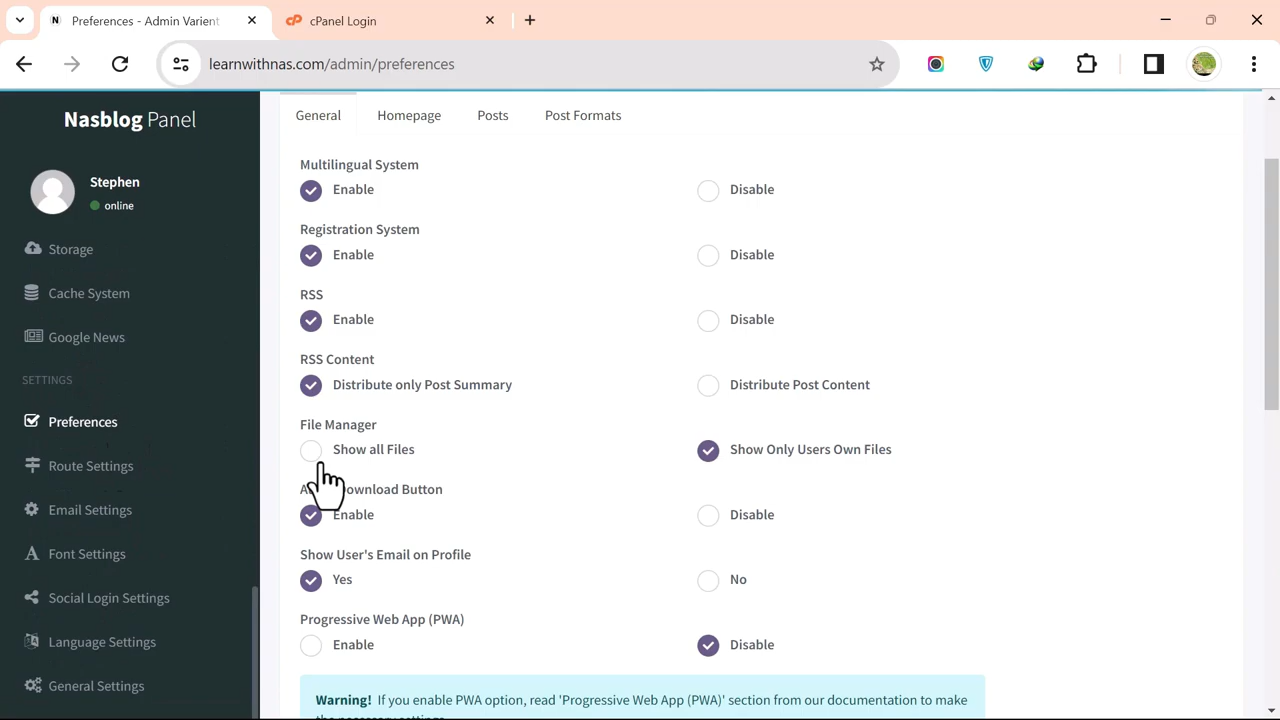 Preferences - Admin Varient
cPanel Login
learnwithnas.com/admin/preferences
Nasblog Panel
Stephen
online
Storage
Cache System
Google News
SETTINGS
Preferences
Route Settings
Email Settings
Font Settings
Social Login Settings
Language Settings
General Settings
General Homepage Posts Post Formats
Multilingual System
Enable Disable
Registration System
Enable Disable
RSS
Enable Disable
RSS Content
Distribute only Post Summary Distribute Post Content
File Manager
Show all Files Show Only Users Own Files
Download Button
Enable Disable
Show User's Email on Profile
Yes No
Progressive Web App (PWA)
Enable Disable
Warning! If you enable PWA option, read 'Progressive Web App (PWA)' section from our documentation to make
the necessary settings